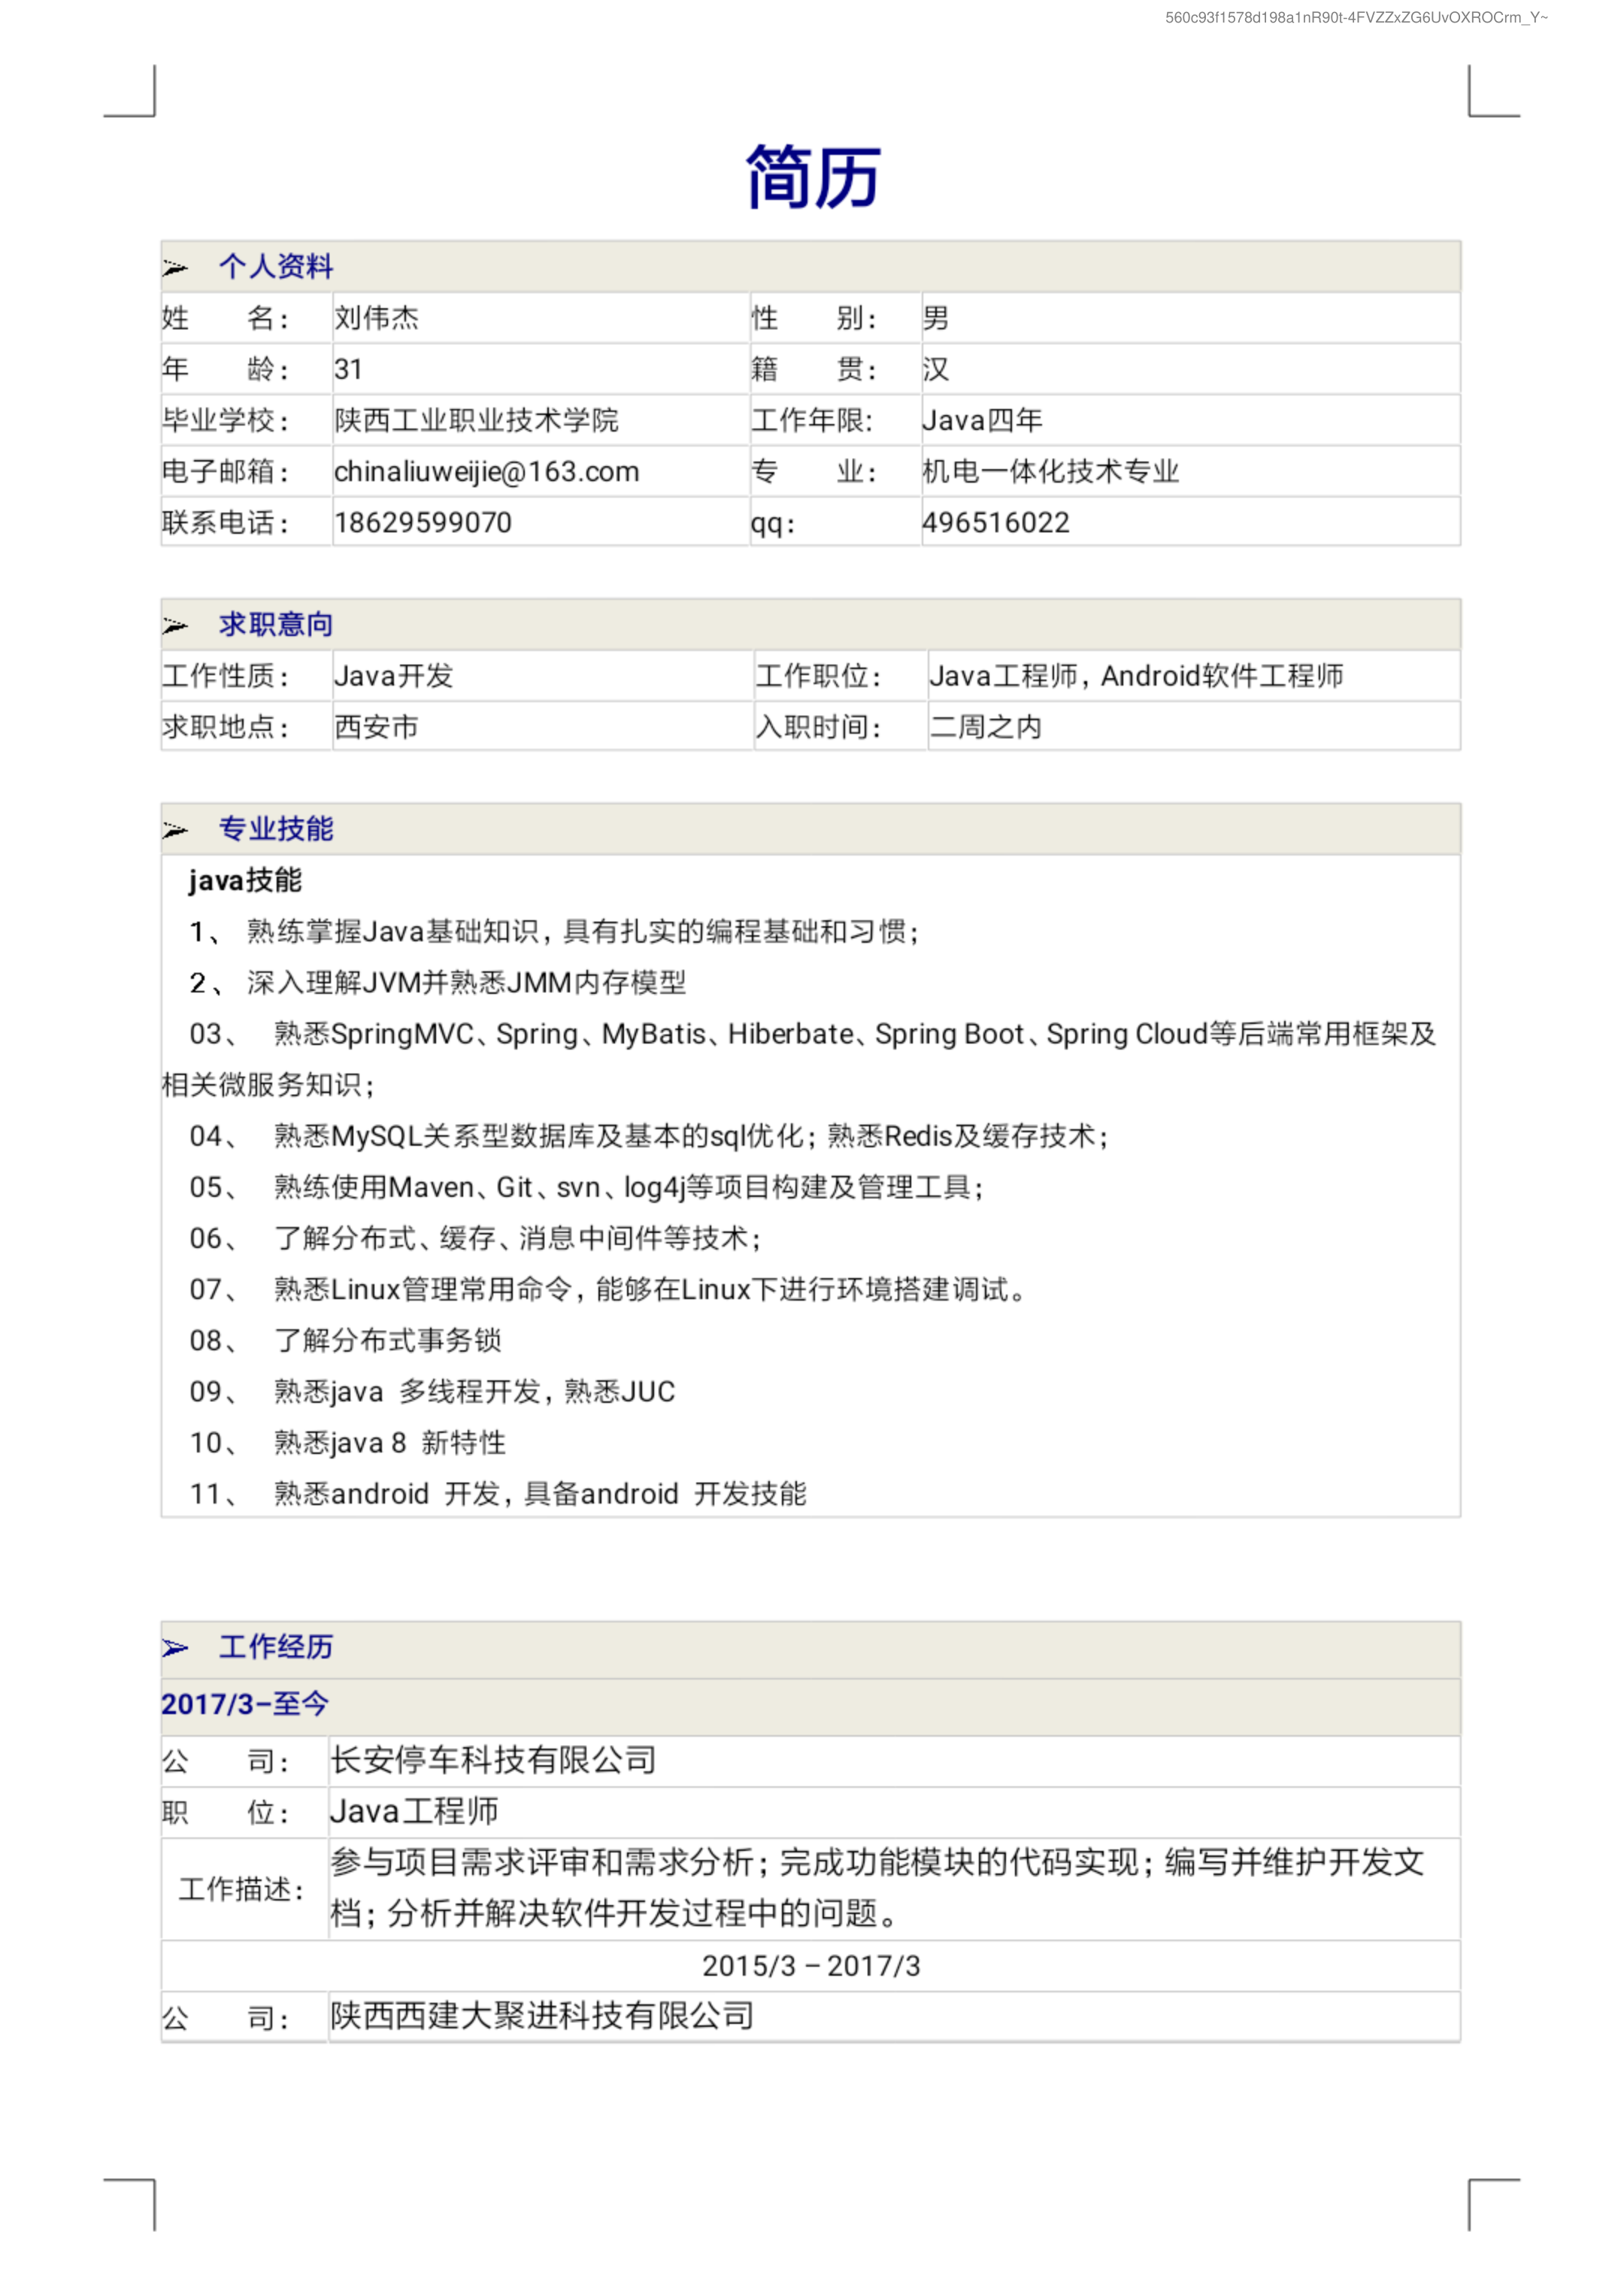 560c93f1578d198a1nR90t-4FVZZxZG6UvOXROCrm_Y~
简历
个人资料
姓　　名： 刘伟杰 性　　别： 男
年　　龄： 31 籍　　贯： 汉
毕业学校： 陕西工业职业技术学院 工作年限: Java四年
电子邮箱： chinaliuweijie@163.com 专　　业： 机电一体化技术专业
联系电话： 18629599070 qq： 496516022
求职意向
工作性质： Java开发 工作职位： Java工程师，Android软件工程师
求职地点： 西安市 入职时间： 二周之内
专业技能
java技能
1、 熟练掌握Java基础知识，具有扎实的编程基础和习惯；
2、 深入理解JVM并熟悉JMM内存模型
03、 熟悉SpringMVC、Spring、MyBatis、Hiberbate、Spring Boot、Spring Cloud等后端常用框架及
相关微服务知识；
04、 熟悉MySQL关系型数据库及基本的sql优化；熟悉Redis及缓存技术；
05、 熟练使用Maven、Git、svn、log4j等项目构建及管理工具；
06、 了解分布式、缓存、消息中间件等技术；
07、 熟悉Linux管理常用命令，能够在Linux下进行环境搭建调试。
08、 了解分布式事务锁
09、 熟悉java 多线程开发，熟悉JUC
10、 熟悉java 8 新特性
11、 熟悉android 开发，具备android 开发技能
工作经历
2017/3–至今
公　　司： 长安停车科技有限公司
职　　位： Java工程师
工作描述： 参与项目需求评审和需求分析；完成功能模块的代码实现；编写并维护开发文
档；分析并解决软件开发过程中的问题。
2015/3 – 2017/3
公　　司： 陕西西建大聚进科技有限公司